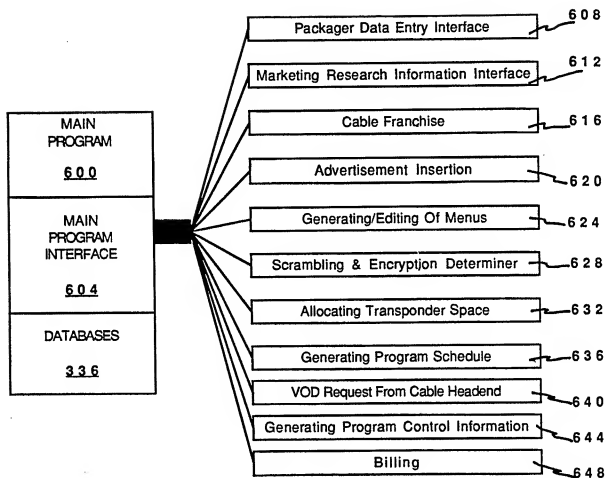 MAIN
PROGRAM
600
MAIN
PROGRAM
INTERFACE
604
DATABASES
336
Packager Data Entry Interface 608
Marketing Research Information Interface 612
Cable Franchise 616
Advertisement Insertion 620
Generating/Editing Of Menus 624
Scrambling & Encryption Determiner 628
Allocating Transponder Space 632
Generating Program Schedule 636
VOD Request From Cable Headend 640
Generating Program Control Information 644
Billing 648